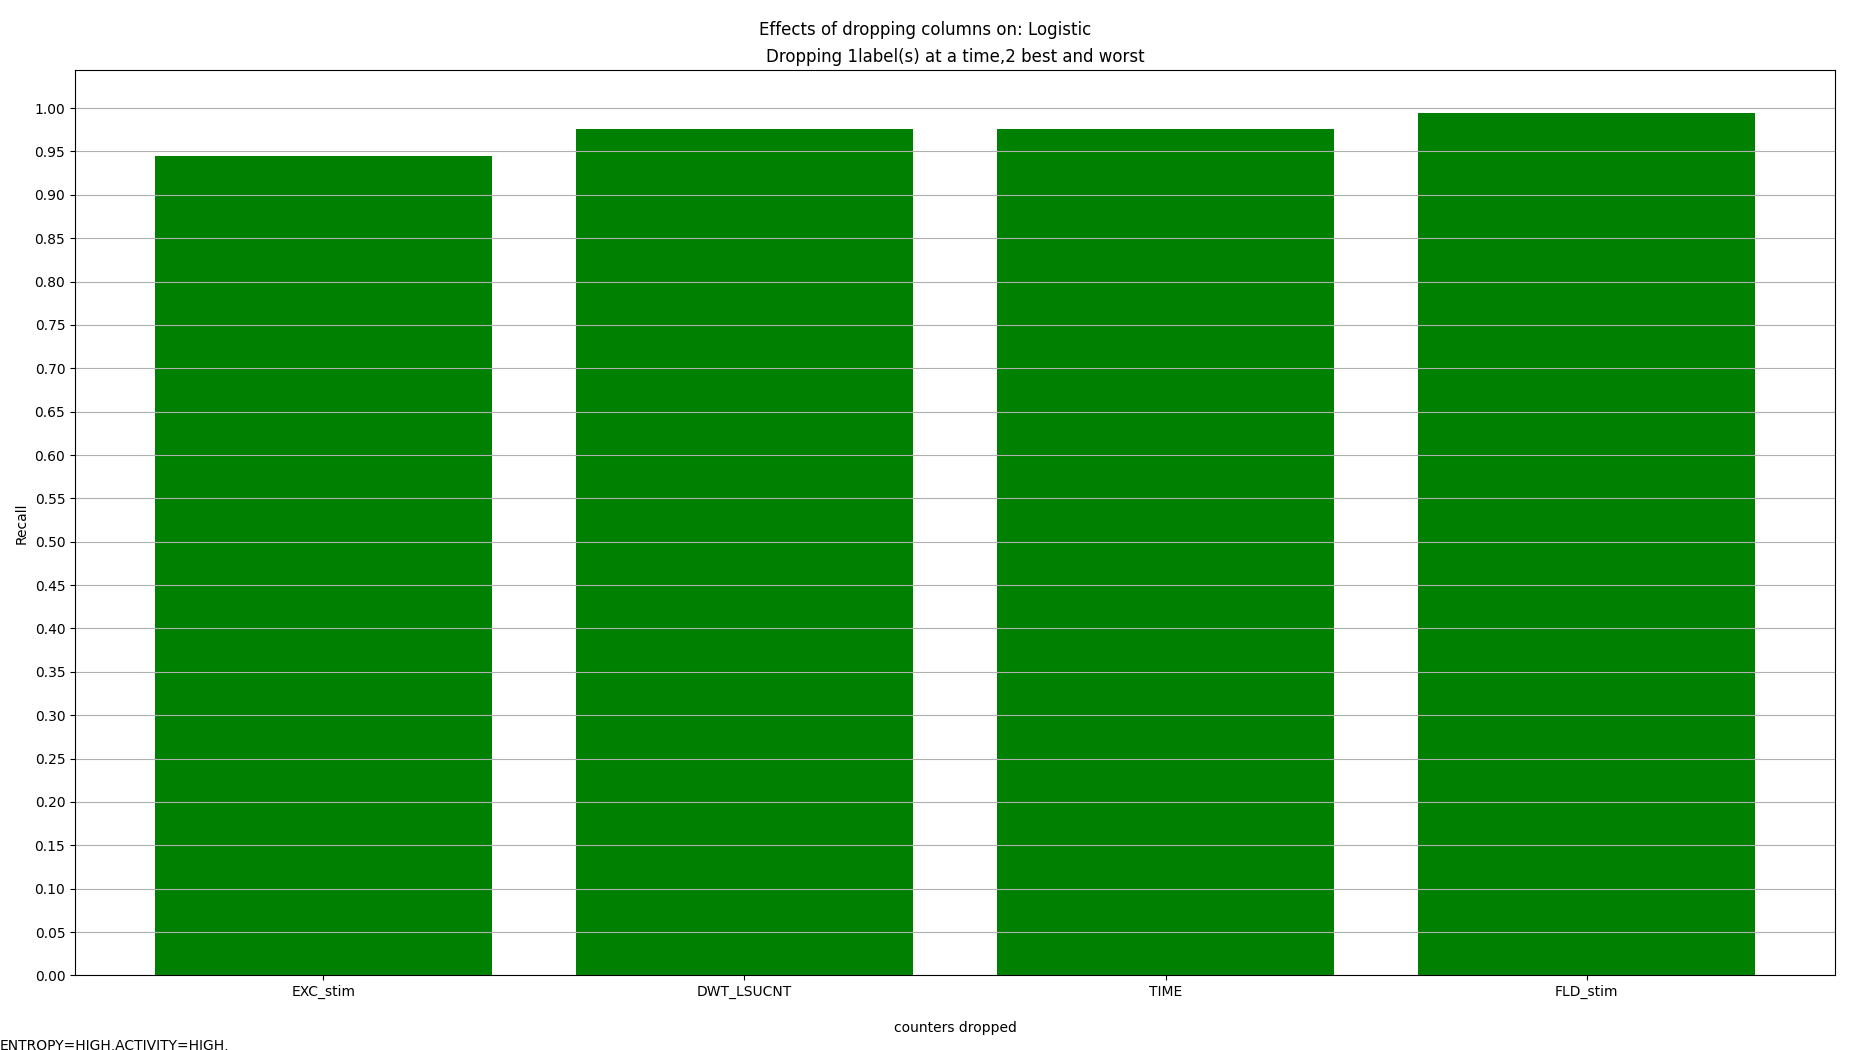 Effects of dropping columns on: Logistic
Dropping 1label(s) at a time,2 best and worst
1.00
0.95
0.90
0.85
0.80
0.75
0.70
0.65
0.60
0.55
0.50
0.45
0.40
0.35
0.30
0.25
0.20
0.15
0.10
0.05
0.00
Recall
EXC_stim
DWT_LSUCNT
TIME
FLD_stim
counters dropped
ENTROPY=HIGH,ACTIVITY=HIGH,